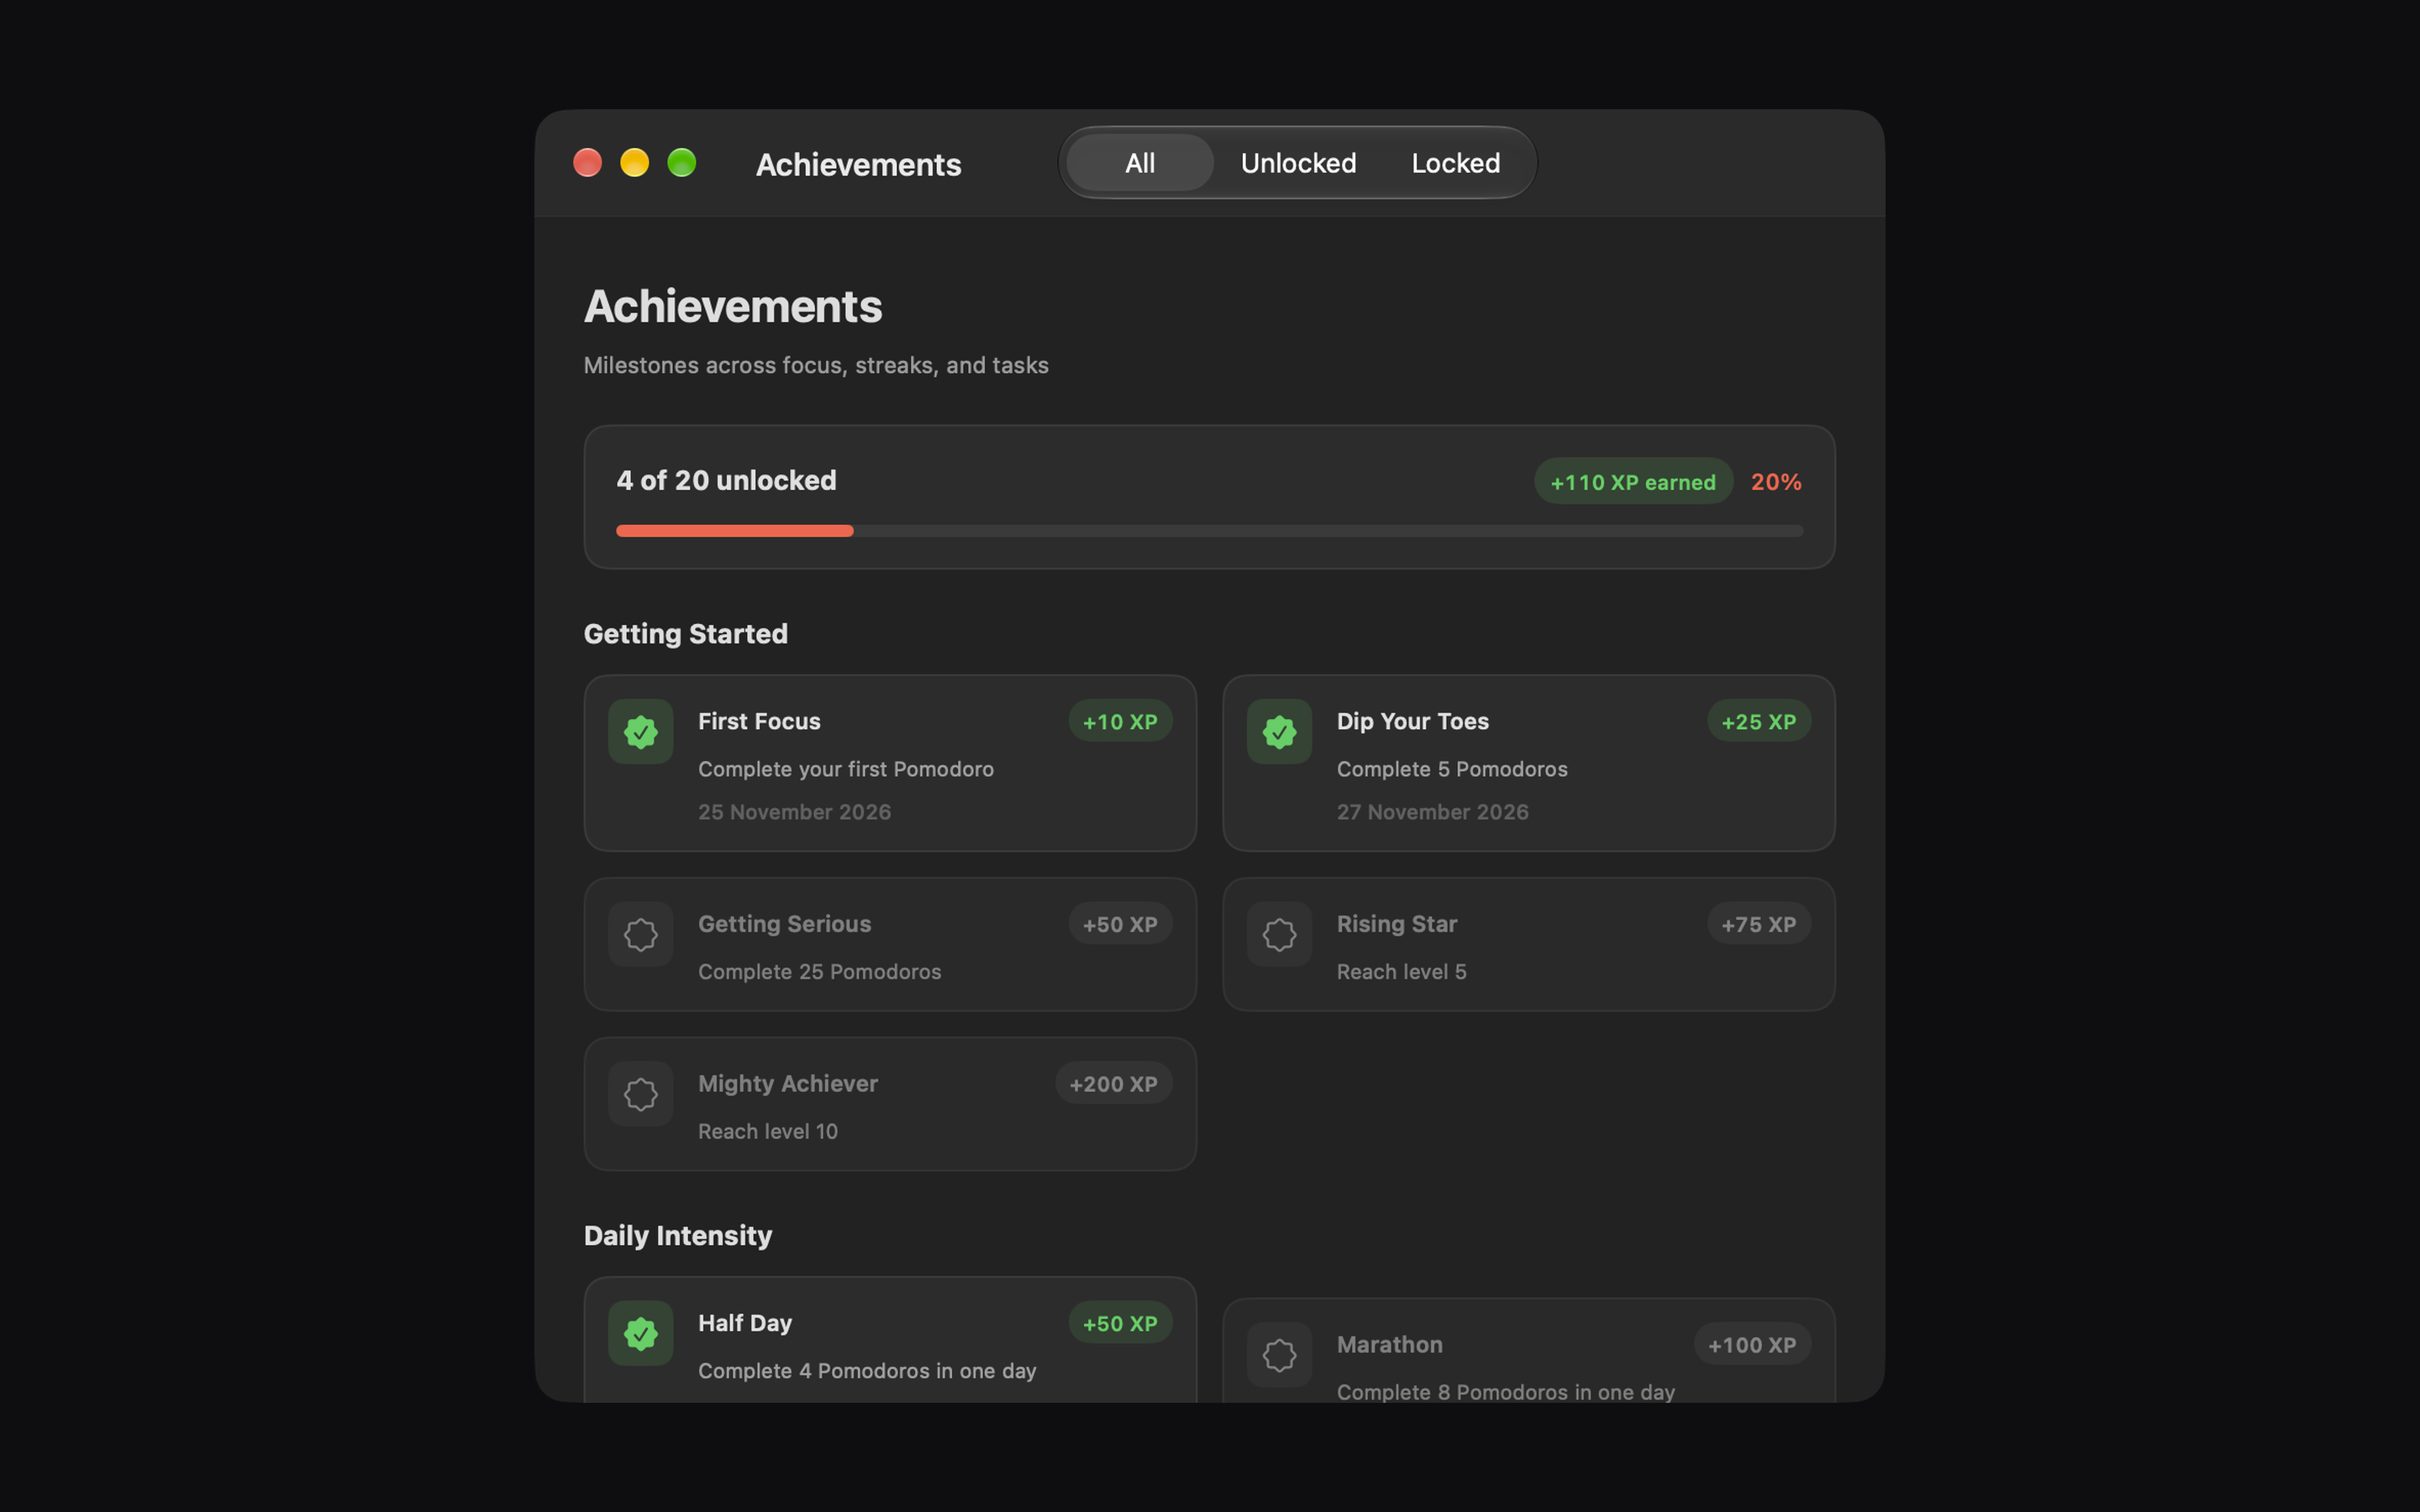 Achievements
All
Unlocked
Locked
Achievements
Milestones across focus, streaks, and tasks
4 of 20 unlocked
+110 XP earned
20%
Getting Started
First Focus
+10 XP
Complete your first Pomodoro
25 November 2026
Dip Your Toes
+25 XP
Complete 5 Pomodoros
27 November 2026
Getting Serious
+50 XP
Complete 25 Pomodoros
Rising Star
+75 XP
Reach level 5
Mighty Achiever
+200 XP
Reach level 10
Daily Intensity
Half Day
+50 XP
Complete 4 Pomodoros in one day
Marathon
+100 XP
Complete 8 Pomodoros in one day